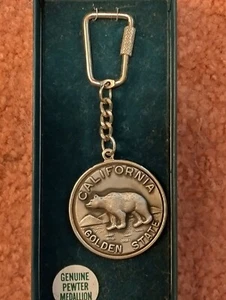 CALIFORNIA
GOLDEN STATE
GENUINE
PEWTER
MEDALLION